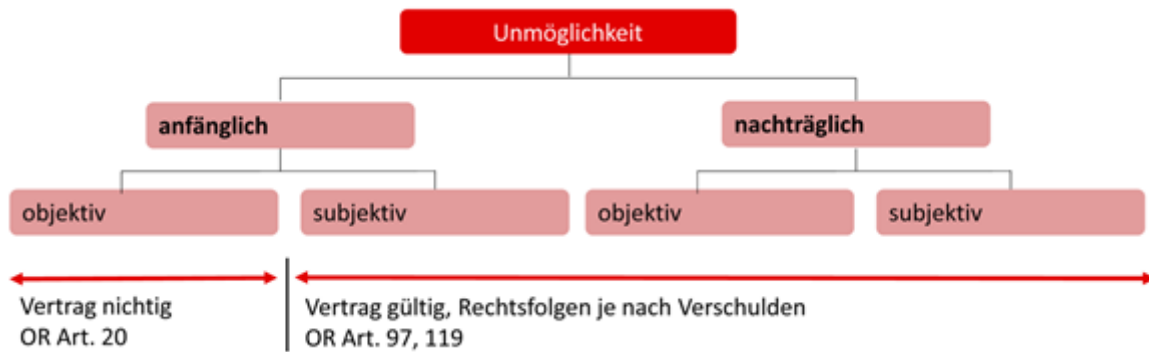 Unmöglichkeit
anfänglich
nachträglich
objektiv
subjektiv
objektiv
subjektiv
Vertrag nichtig
OR Art. 20
Vertrag gültig, Rechtsfolgen je nach Verschulden
OR Art. 97, 119